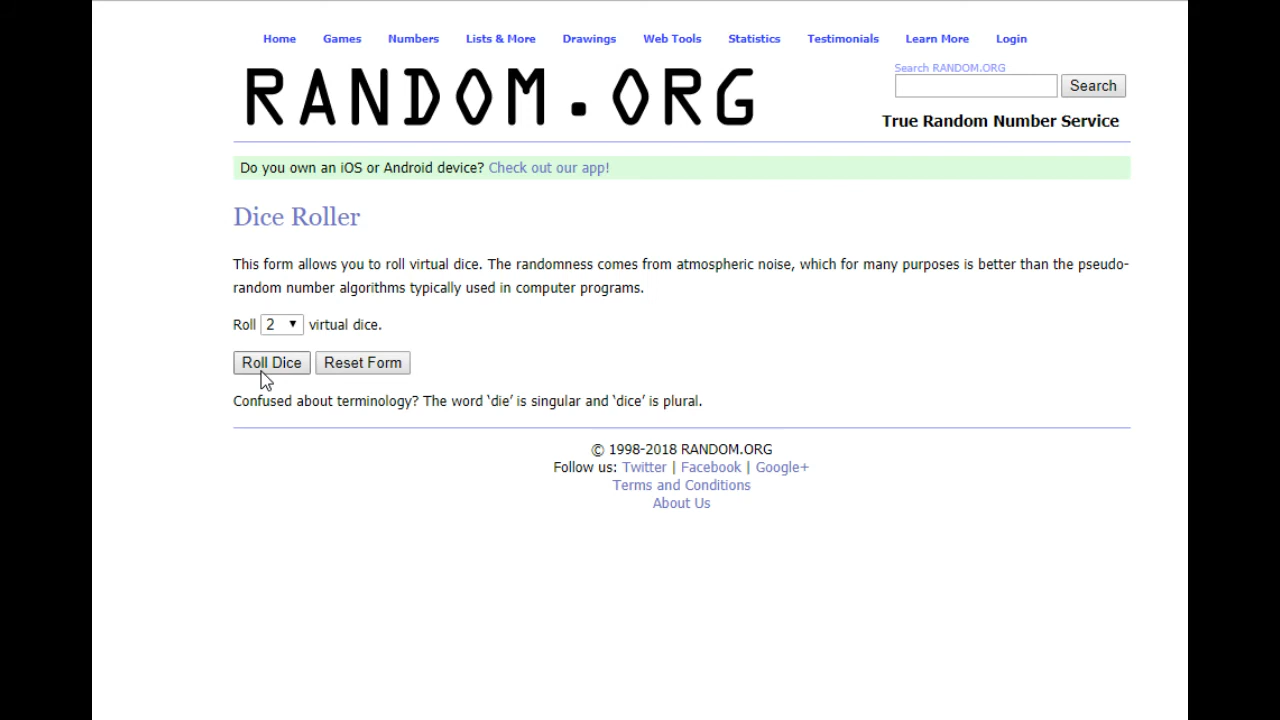 Home Games Numbers Lists & More Drawings Web Tools Statistics Testimonials Learn More Login
RANDOM.ORG
Search RANDOM.ORG
Search
True Random Number Service
Do you own an iOS or Android device? Check out our app!
Dice Roller
This form allows you to roll virtual dice. The randomness comes from atmospheric noise, which for many purposes is better than the pseudo-
random number algorithms typically used in computer programs.
Roll 2 virtual dice.
Roll Dice Reset Form
Confused about terminology? The word ‘die’ is singular and ‘dice’ is plural.
© 1998-2018 RANDOM.ORG
Follow us: Twitter | Facebook | Google+
Terms and Conditions
About Us